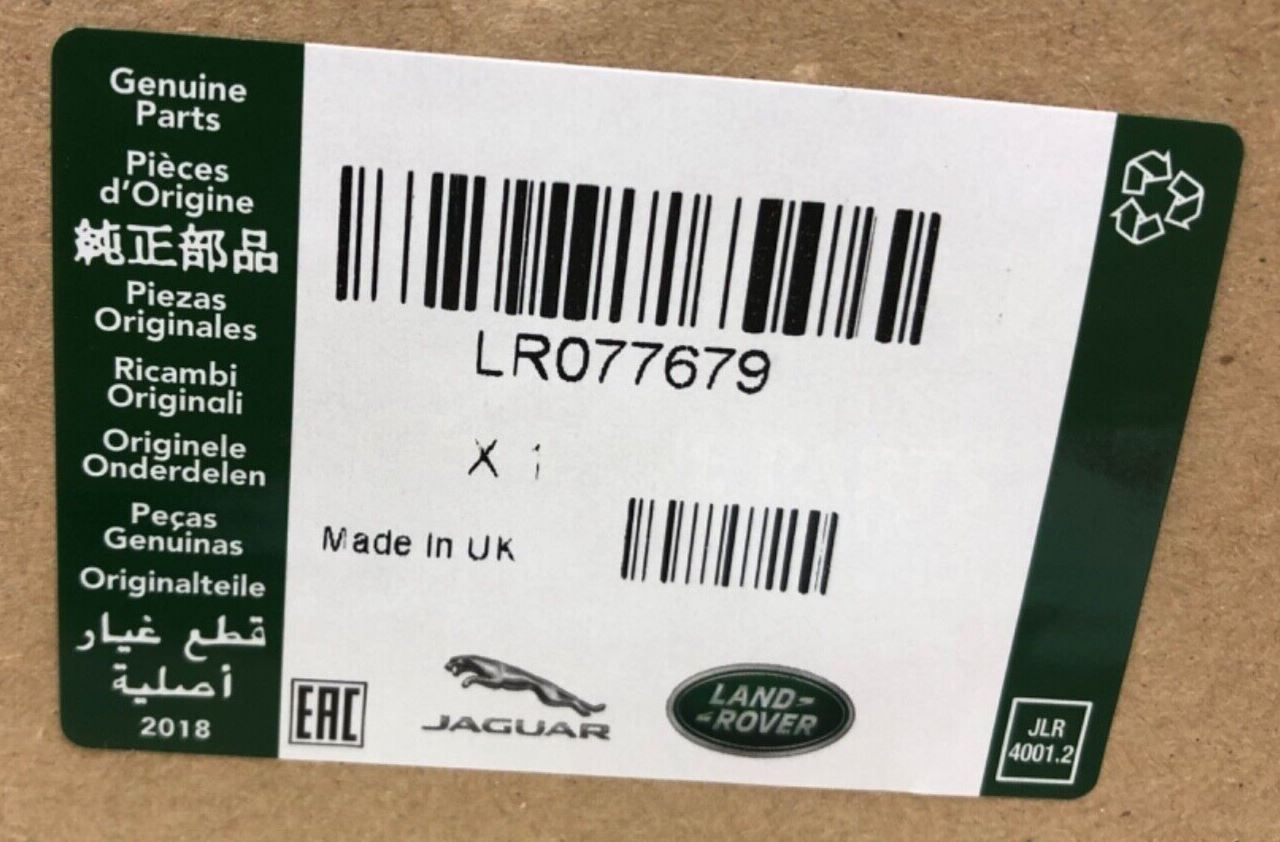 Genuine
Parts
Pièces
d'Origine
純正部品
Piezas
Originales
Ricambi
Originali
Originele
Onderdelen
Peças
Genuinas
Originalteile
قطع غيار
أصلية
2018
LR077679
X 1
Made In UK
EAC
JAGUAR
LAND-
-ROVER
JLR
4001.2